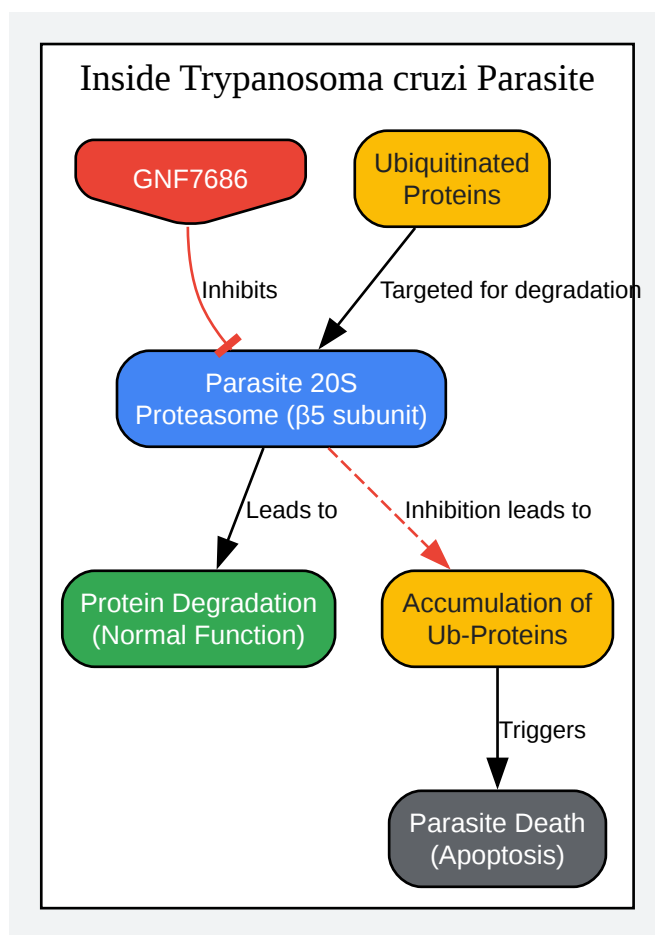 Inside Trypanosoma cruzi Parasite
GNF7686
Ubiquitinated
Proteins
Inhibits
Targeted for degradation
Parasite 20S
Proteasome (β5 subunit)
Leads to
Inhibition leads to
Protein Degradation
(Normal Function)
Accumulation of
Ub-Proteins
Triggers
Parasite Death
(Apoptosis)